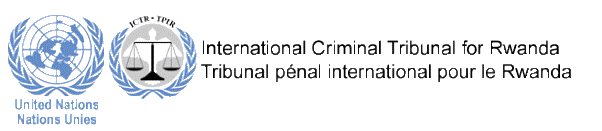 ICTR • TPIR
International Criminal Tribunal for Rwanda
Tribunal pénal international pour le Rwanda
United Nations
Nations Unies